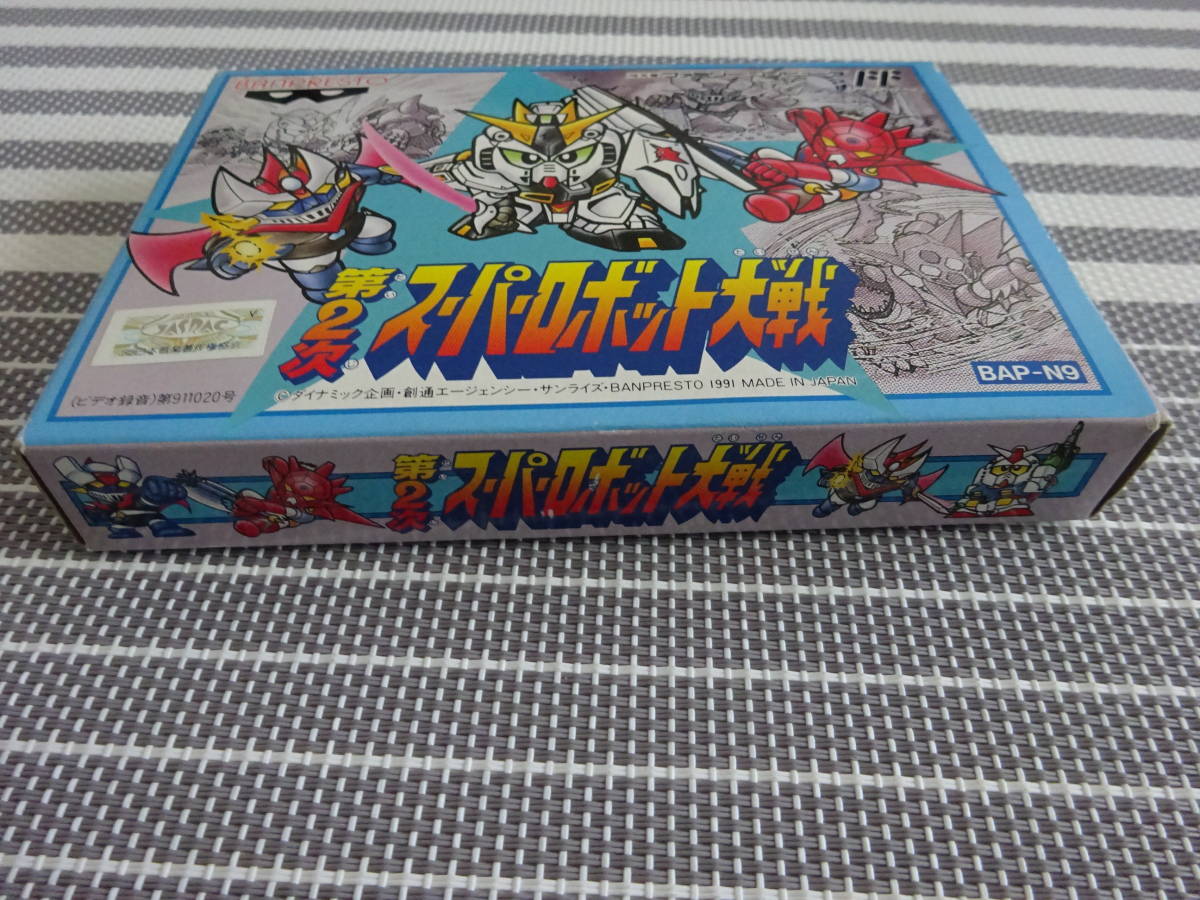 BANPRESTO
FF
第2次
スーパーロボット大戦
JASRAC
(ビデオ録音)第911020号
©ダイナミック企画・創通エージェンシー・サンライズ・BANPRESTO 1991 MADE IN JAPAN
BAP-N9
第2次
スーパーロボット大戦